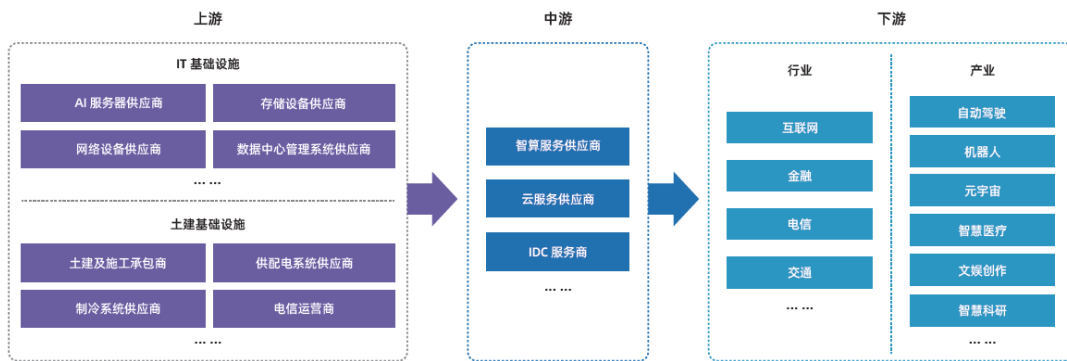 上游
IT 基础设施
AI 服务器供应商
存储设备供应商
网络设备供应商
数据中心管理系统供应商
... ...
土建基础设施
土建及施工承包商
供配电系统供应商
制冷系统供应商
电信运营商
... ...
中游
智算服务供应商
云服务供应商
IDC 服务商
... ...
下游
行业
互联网
金融
电信
交通
... ...
产业
自动驾驶
机器人
元宇宙
智慧医疗
文娱创作
智慧科研
... ...